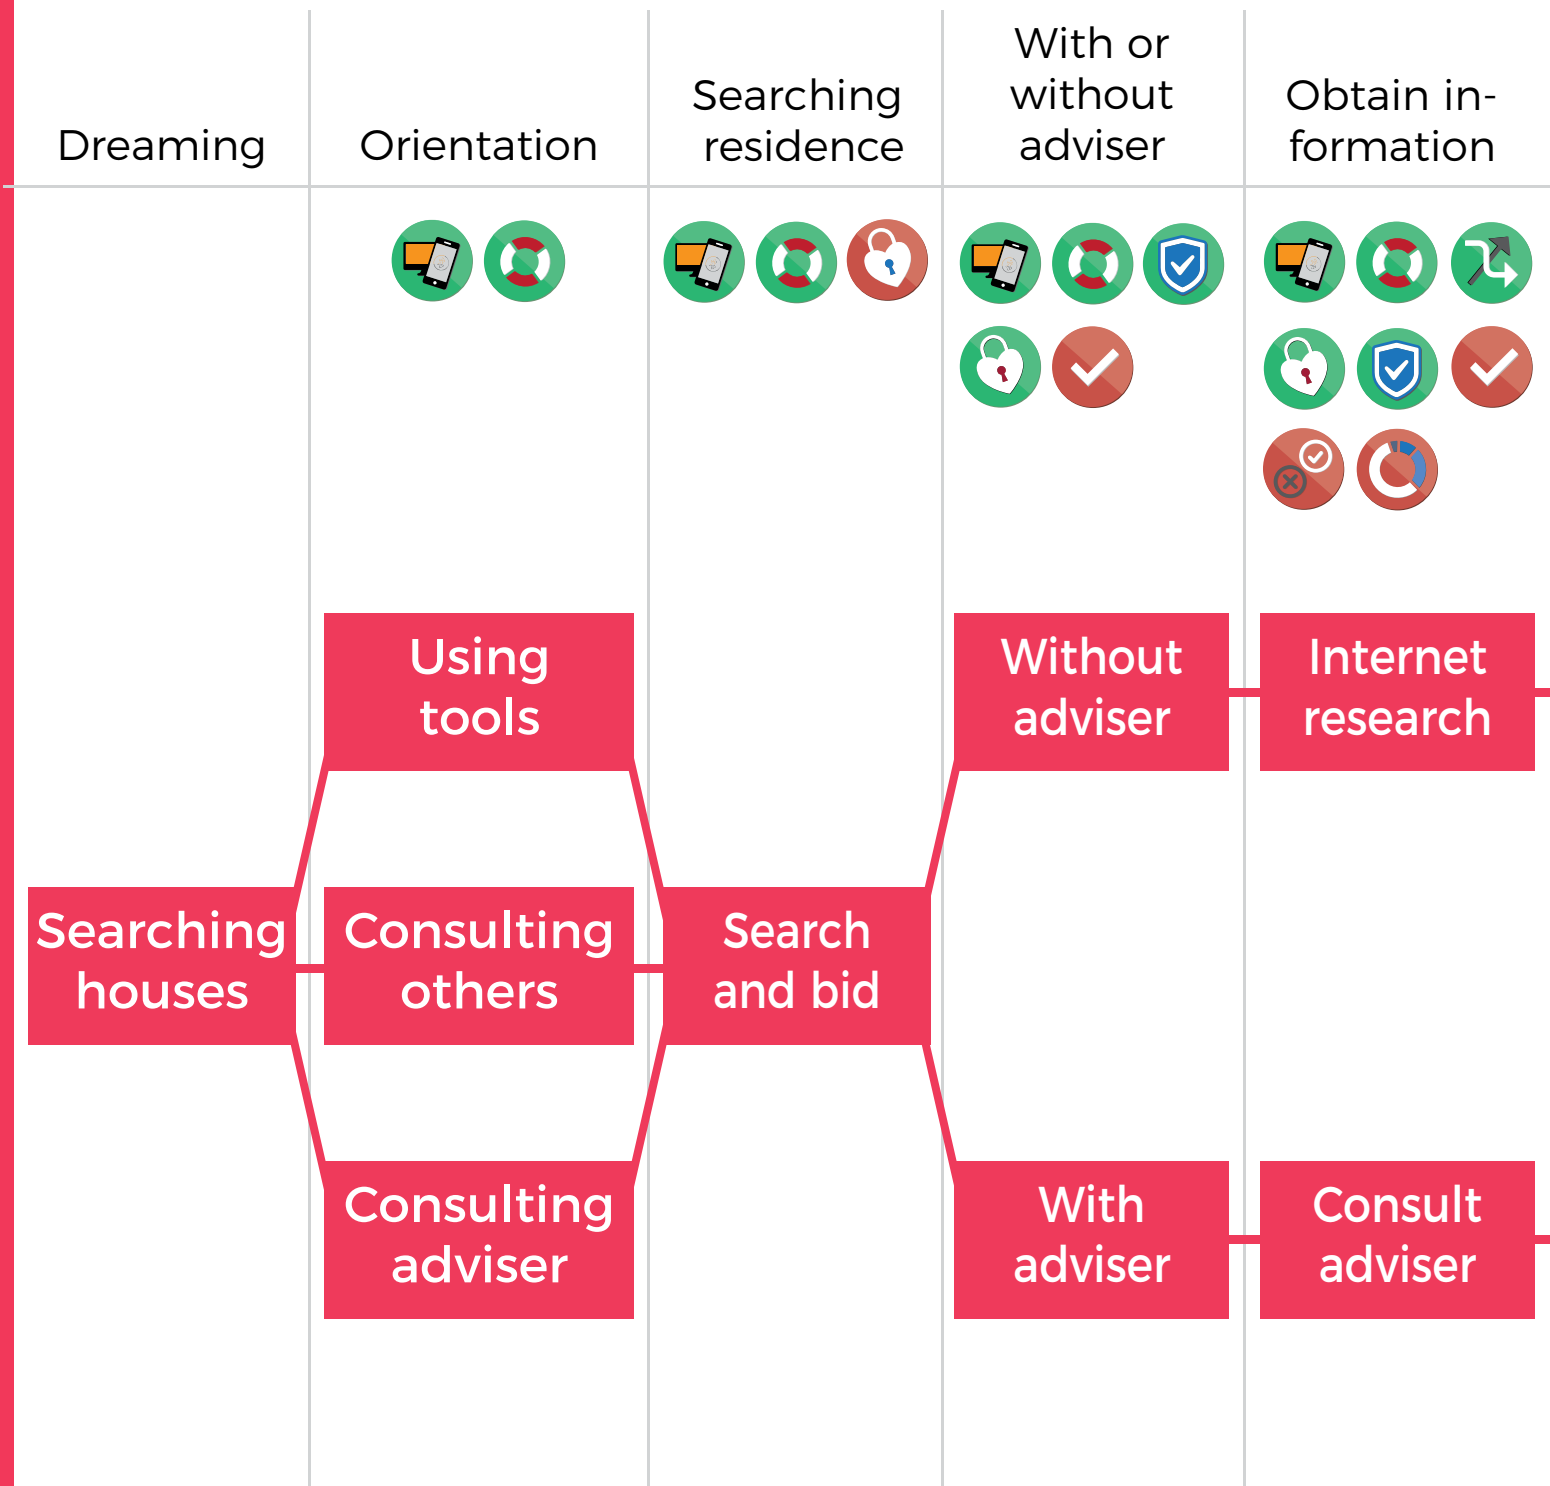 Dreaming
Orientation
Searching
residence
With or
without
adviser
Obtain in-
formation
Using
tools
Without
adviser
Internet
research
Searching
houses
Consulting
others
Search
and bid
Consulting
adviser
With
adviser
Consult
adviser